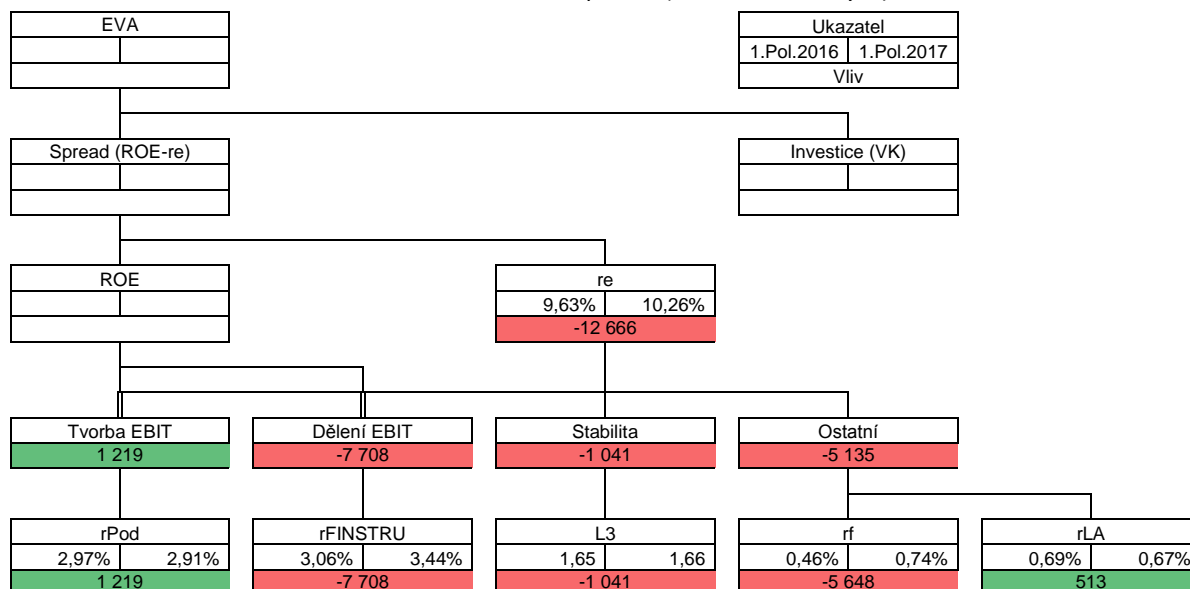 EVA
Ukazatel
1.Pol.2016 1.Pol.2017
Vliv
Spread (ROE-re)
Investice (VK)
ROE
re
9,63% 10,26%
-12 666
Tvorba EBIT
Dělení EBIT
Stabilita
Ostatní
1 219
-7 708
-1 041
-5 135
rPod
rFINSTRU
L3
rf
rLA
2,97% 2,91%
3,06% 3,44%
1,65 1,66
0,46% 0,74%
0,69% 0,67%
1 219
-7 708
-1 041
-5 648
513